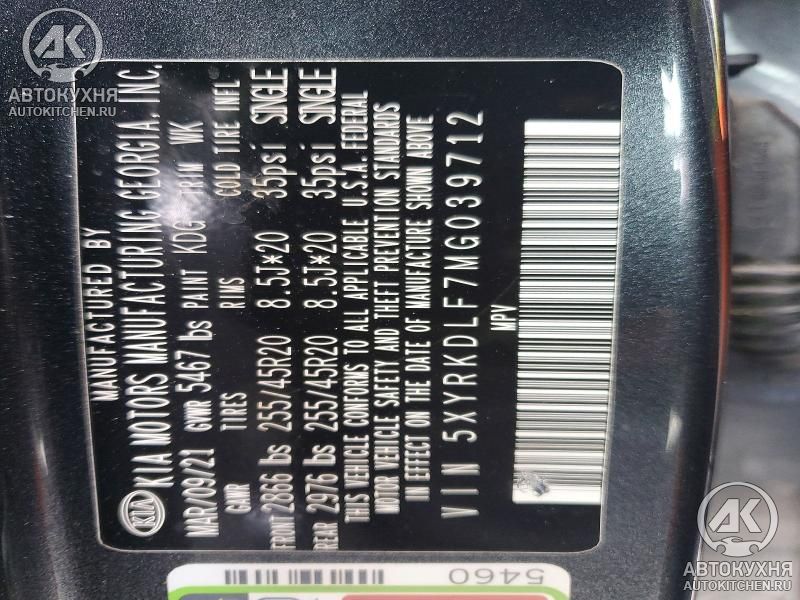 АВТОКУХНЯ
AUTOKITCHEN.RU
MANUFACTURED BY
KIA KIA MOTORS MANUFACTURING GEORGIA, INC.
MAR/09/21 GVWR 5467 lbs PAINT KDG TRIM WK
GAWR TIRES RIMS COLD TIRE INFL
FRONT 2866 lbs 255/45R20 8.5J*20 35psi SINGLE
REAR 2976 lbs 255/45R20 8.5J*20 35psi SINGLE
THIS VEHICLE CONFORMS TO ALL APPLICABLE U.S.A. FEDERAL
MOTOR VEHICLE SAFETY AND THEFT PREVENTION STANDARDS
IN EFFECT ON THE DATE OF MANUFACTURE SHOWN ABOVE
VIN 5XYRKDLF7MG039712
MPV
5460
АВТОКУХНЯ
AUTOKITCHEN.RU